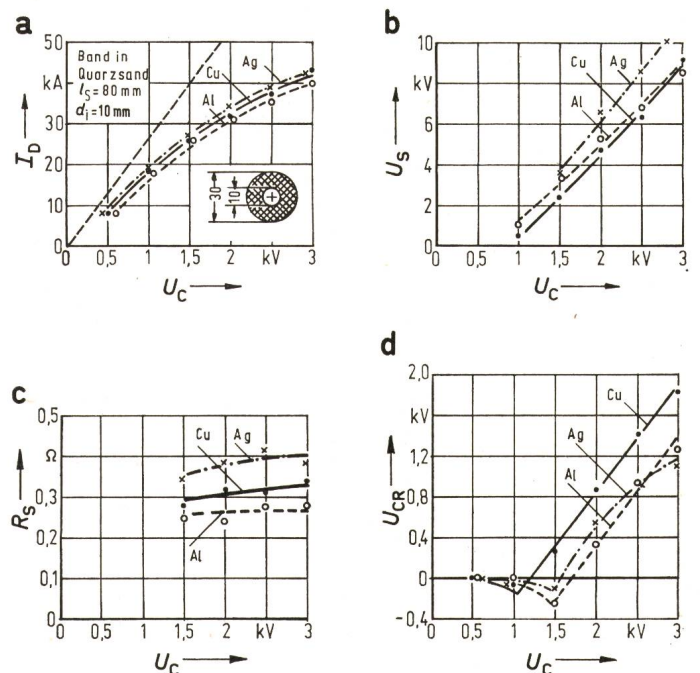 a
50
kA
40
30
20
10
0
I_D
Band in
Quarzsand
l_S=80 mm
d_i=10 mm
Cu
Ag
Al
30
10
0 0,5 1 1,5 2 kV 3
U_C
b
10
kV
8
6
4
2
0
U_S
Ag
Al
Cu
0 0,5 1 1,5 2 kV 3
U_C
c
0,5
Ω
0,3
0,2
0,1
0
R_S
Cu
Ag
Al
0 0,5 1 1,5 2 kV 3
U_C
d
2,0
kV
1,2
0,8
0,4
0
-0,4
U_CR
Cu
Ag
Al
0 0,5 1 1,5 2 kV 3
U_C